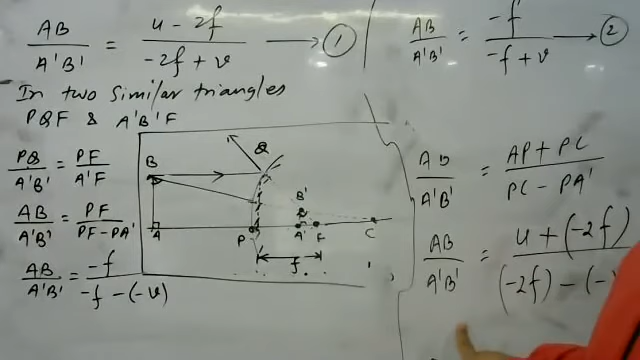 AB/A'B' = u - 2f/-2f + v → ①
In two similar triangles
PQF & A'B'F
PQ/A'B' = PF/A'F
AB/A'B' = PF/PF-PA'
AB/A'B' = -f/-f-(-v)
B Q B'
A P A' F C
f
AB/A'B' = -f/-f+v → ②
AB/A'B' = AP+PC/PC-PA'
AB/A'B' = u+(-2f)/(-2f)-(-